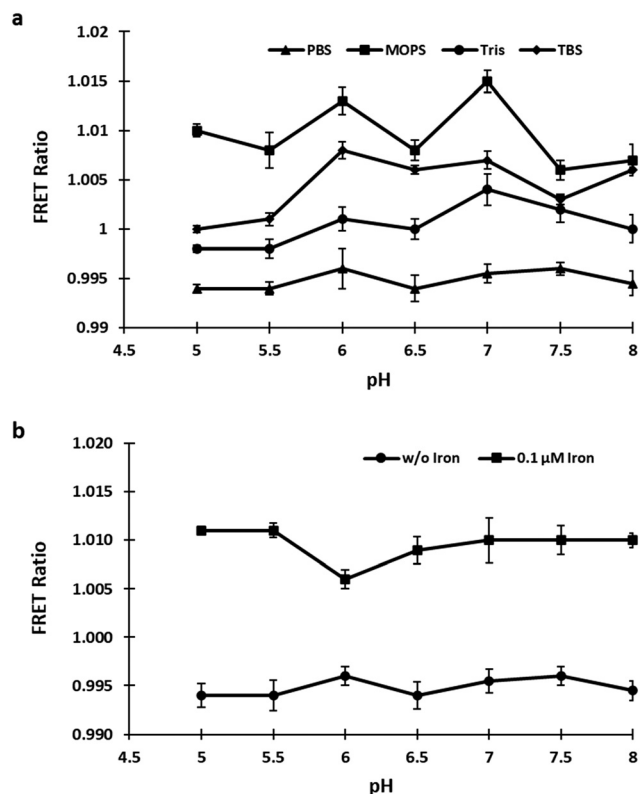 a
1.02
PBS MOPS Tris TBS
1.015
1.01
1.005
1
0.995
0.99
FRET Ratio
4.5 5 5.5 6 6.5 7 7.5 8
pH
b
1.020
w/o Iron 0.1 µM Iron
1.015
1.010
1.005
1.000
0.995
0.990
FRET Ratio
4.5 5 5.5 6 6.5 7 7.5 8
pH